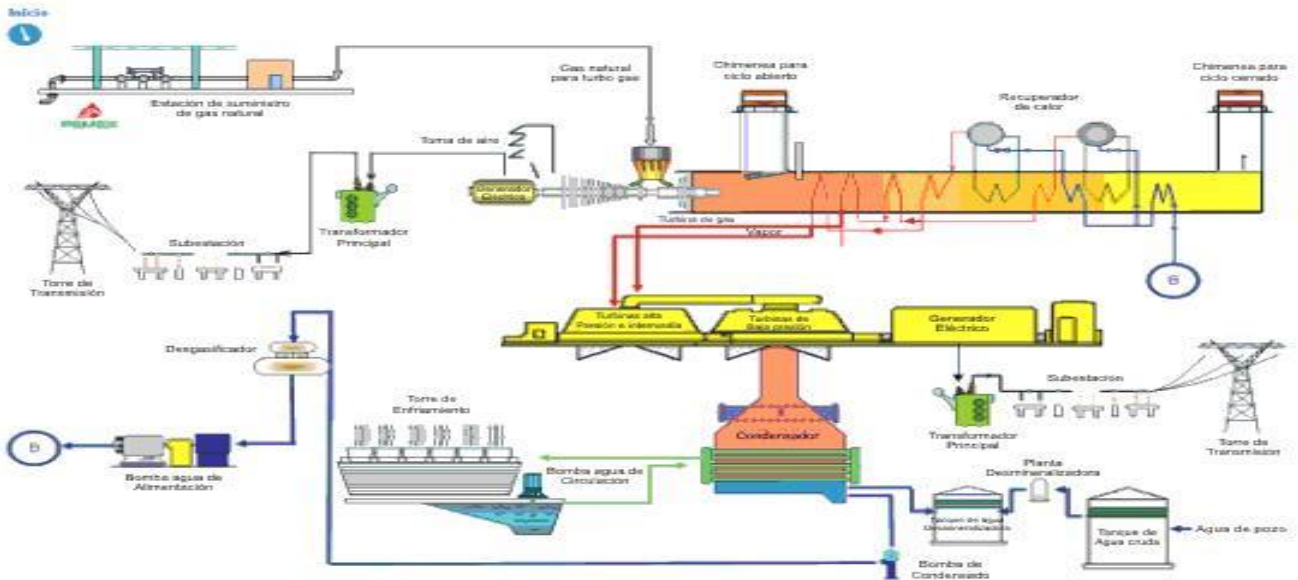 Inicio
Estación de suministro
de gas natural
Gas natural
para turbo gas
Chimenea para
ciclo abierto
Chimenea para
ciclo cerrado
Recuperador
de calor
Toma de aire
Generador
Eléctrico
Turbina de gas
Vapor
Transformador
Principal
Subestación
Torre de
Transmisión
Turbinas alta
Presión e intermedia
Turbinas de
Baja presión
Generador
Eléctrico
Desgasificador
Torre de
Enfriamiento
Subestación
Condensador
Transformador
Principal
Torre de
Transmisión
B
Bomba agua de
Alimentación
Bomba agua de
Circulación
Planta
Desmineralizadora
Tanque de agua
Desmineralizada
Tanque de
Agua cruda
Agua de pozo
Bomba de
Condensado